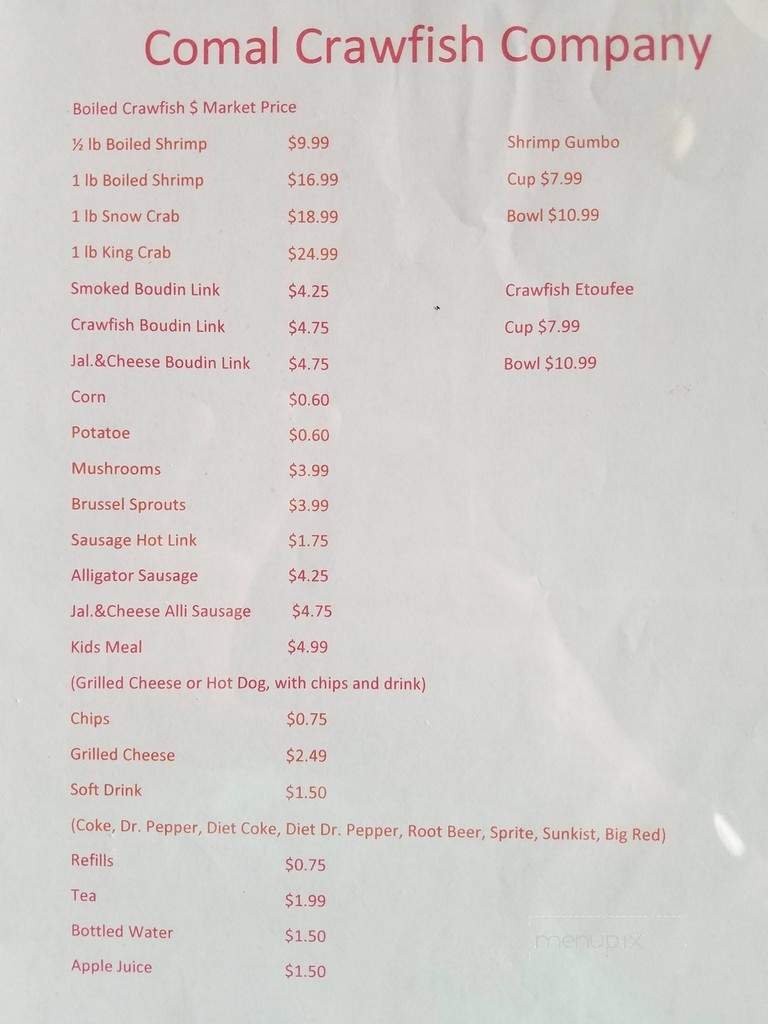 Comal Crawfish Company
Boiled Crawfish $ Market Price
½ lb Boiled Shrimp $9.99
1 lb Boiled Shrimp $16.99
1 lb Snow Crab $18.99
1 lb King Crab $24.99
Smoked Boudin Link $4.25
Crawfish Boudin Link $4.75
Jal.&Cheese Boudin Link $4.75
Corn $0.60
Potatoe $0.60
Mushrooms $3.99
Brussel Sprouts $3.99
Sausage Hot Link $1.75
Alligator Sausage $4.25
Jal.&Cheese Alli Sausage $4.75
Kids Meal $4.99
(Grilled Cheese or Hot Dog, with chips and drink)
Chips $0.75
Grilled Cheese $2.49
Soft Drink $1.50
(Coke, Dr. Pepper, Diet Coke, Diet Dr. Pepper, Root Beer, Sprite, Sunkist, Big Red)
Refills $0.75
Tea $1.99
Bottled Water $1.50
Apple Juice $1.50
Shrimp Gumbo
Cup $7.99
Bowl $10.99
Crawfish Etoufee
Cup $7.99
Bowl $10.99
menupix